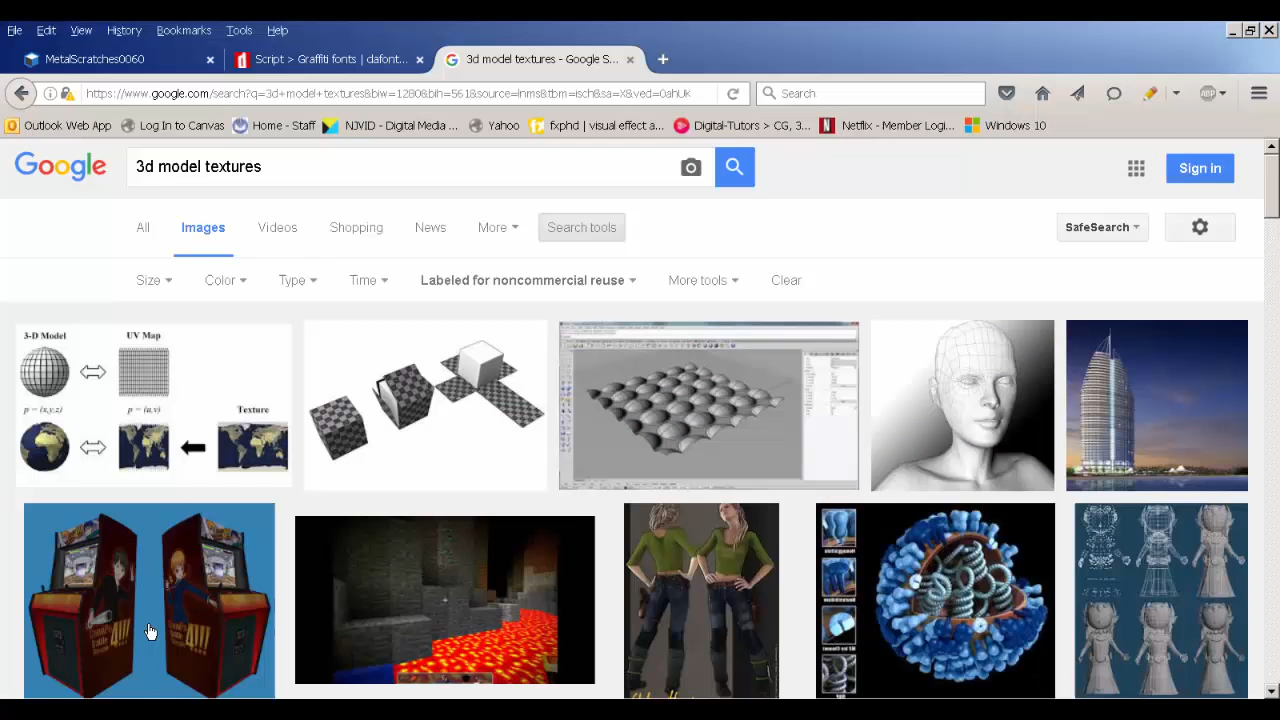 File Edit View History Bookmarks Tools Help
MetalScratches0060
Script > Graffiti fonts | dafont....
3d model textures - Google S...
https://www.google.com/search?q=3d+model+textures&biw=1280&bih=561&source=lnms&tbm=isch&sa=X&ved=0ahUK
Search
Outlook Web App
Log In to Canvas
Home - Staff
NJVID - Digital Media ...
Yahoo
fxphd | visual effect a...
Digital-Tutors > CG, 3...
Netflix - Member Logi...
Windows 10
Google
3d model textures
Sign in
All Images Videos Shopping News More Search tools
SafeSearch
Size Color Type Time Labeled for noncommercial reuse More tools Clear
3-D Model UV Map
p = (x,y,z) p = (u,v) Texture